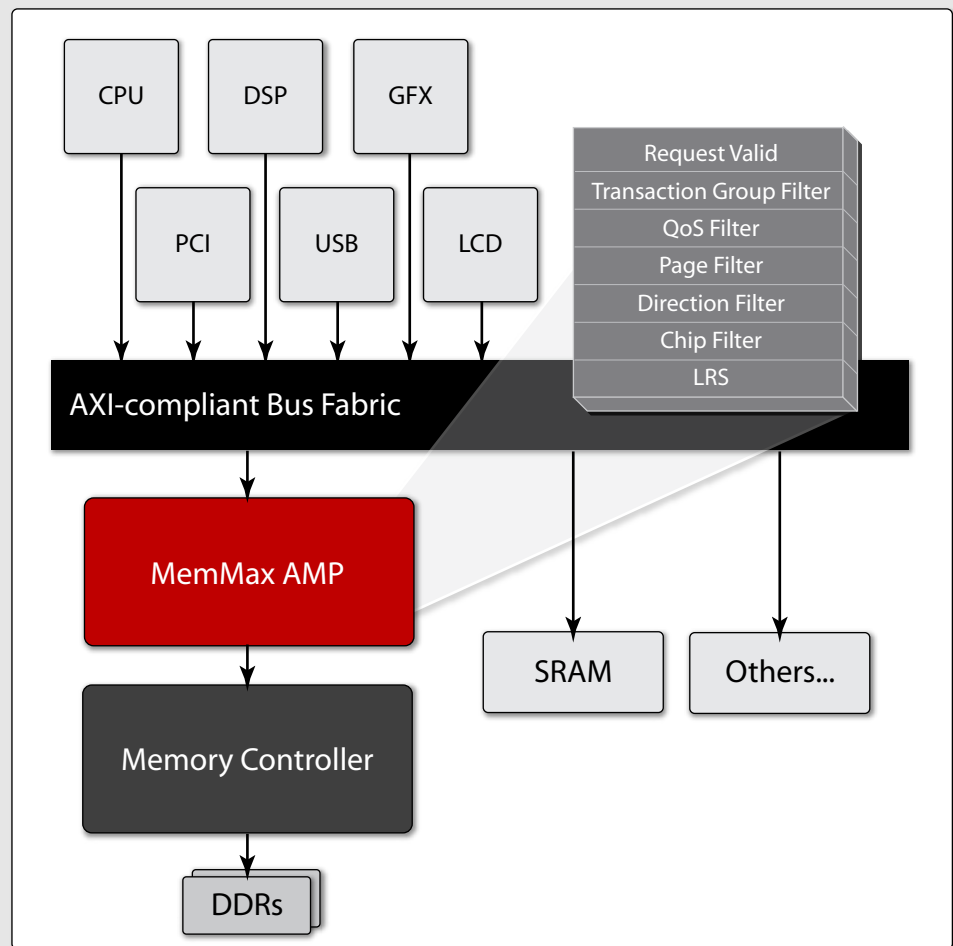 CPU
DSP
GFX
PCI
USB
LCD
Request Valid
Transaction Group Filter
QoS Filter
Page Filter
Direction Filter
Chip Filter
LRS
AXI-compliant Bus Fabric
MemMax AMP
SRAM
Others...
Memory Controller
DDRs